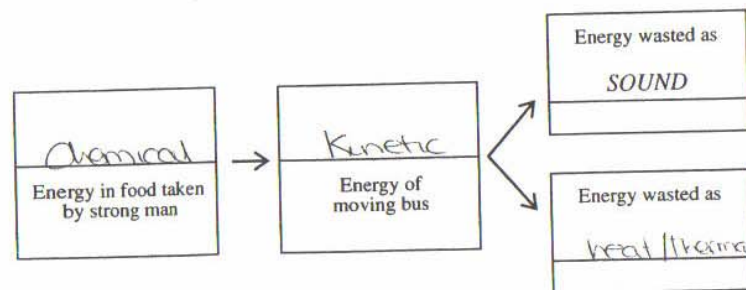 Energy wasted as
SOUND
Chemical
Energy in food taken
by strong man
Kinetic
Energy of
moving bus
Energy wasted as
heat/therma